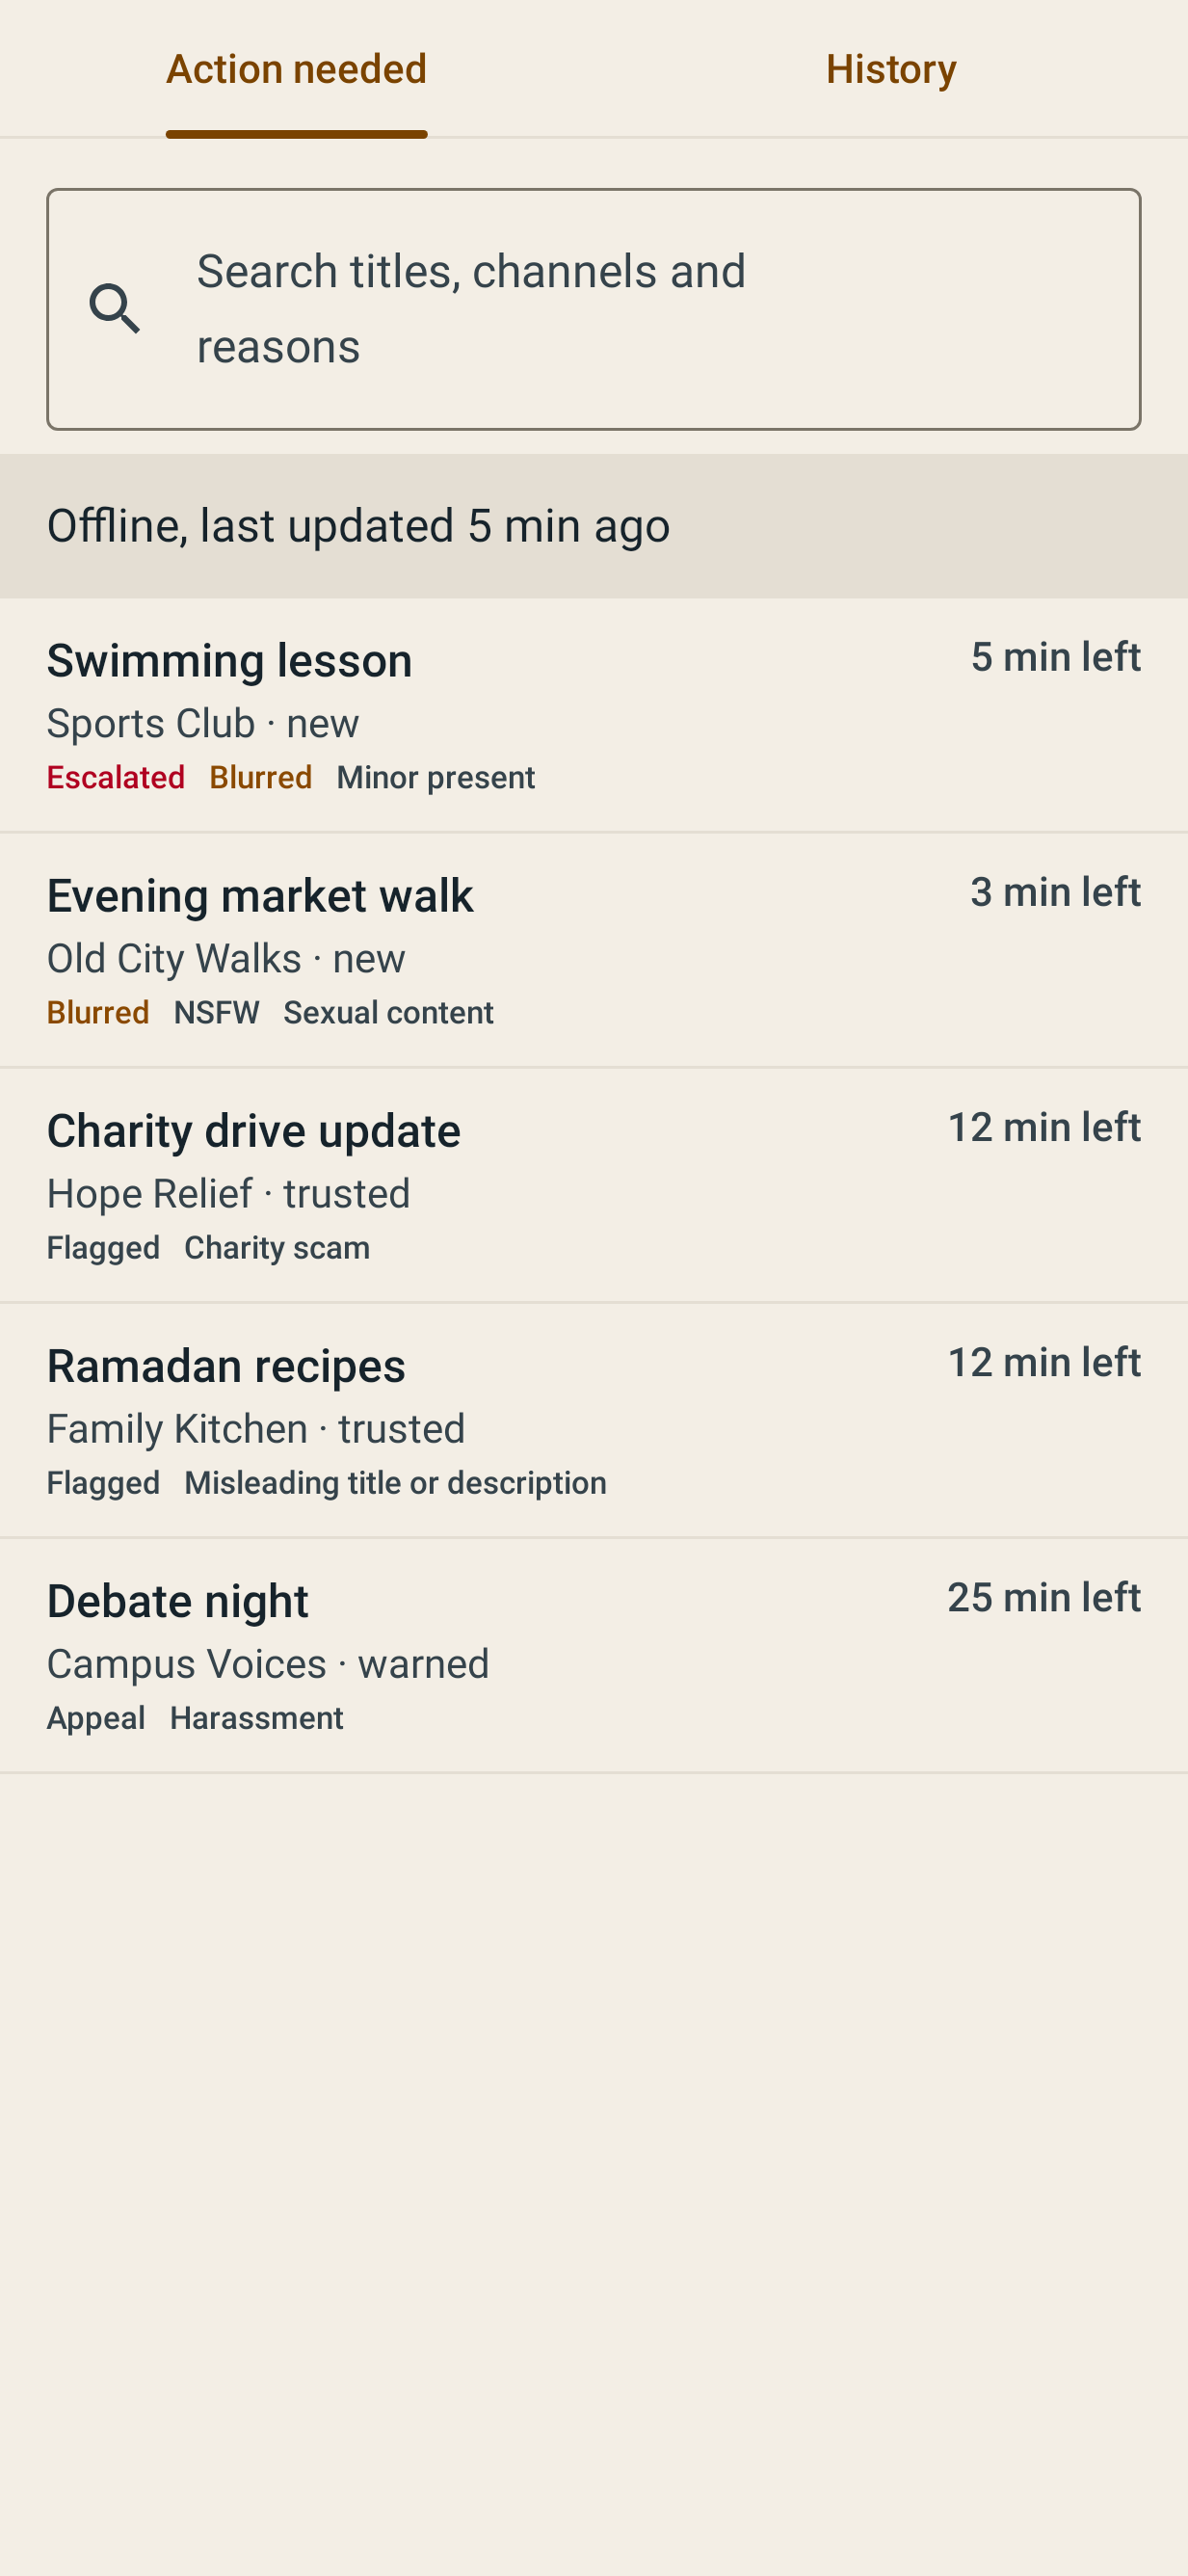 Action needed
History
Search titles, channels and
reasons
Offline, last updated 5 min ago
Swimming lesson
5 min left
Sports Club · new
Escalated Blurred Minor present
Evening market walk
3 min left
Old City Walks · new
Blurred NSFW Sexual content
Charity drive update
12 min left
Hope Relief · trusted
Flagged Charity scam
Ramadan recipes
12 min left
Family Kitchen · trusted
Flagged Misleading title or description
Debate night
25 min left
Campus Voices · warned
Appeal Harassment